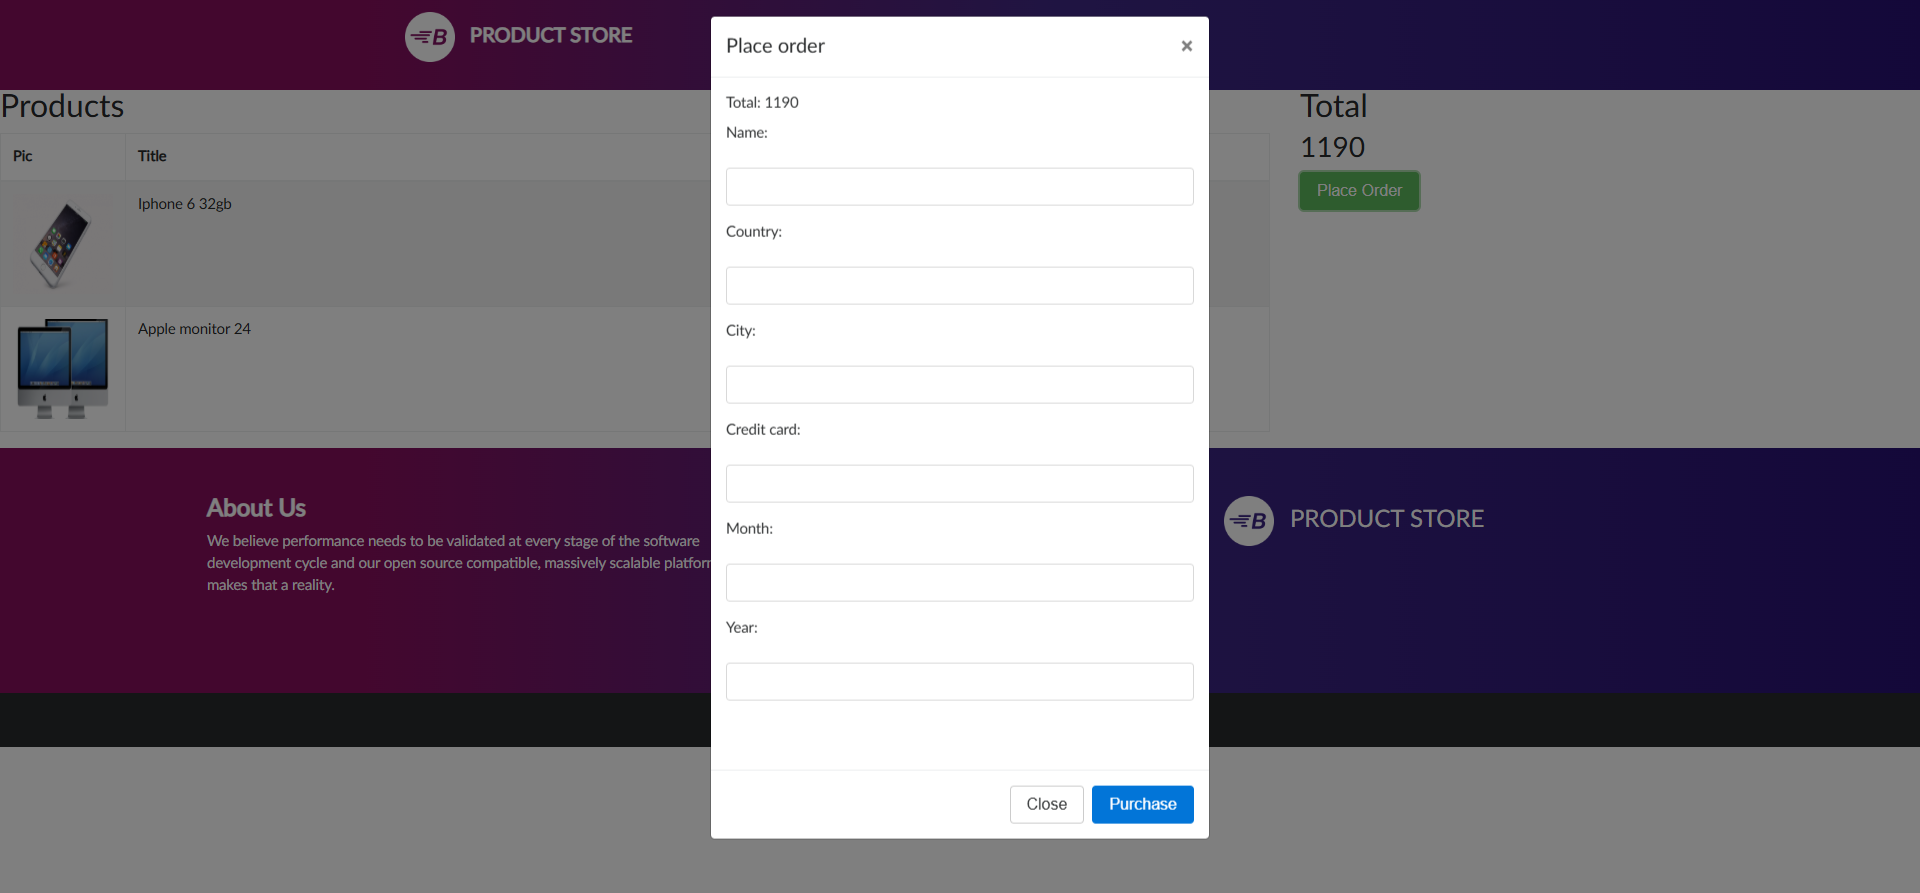 B PRODUCT STORE
Products
Pic Title
Iphone 6 32gb
Apple monitor 24
Place order ×
Total: 1190
Name:
Country:
City:
Credit card:
Month:
Year:
Close Purchase
Total
1190
Place Order
About Us
We believe performance needs to be validated at every stage of the software
development cycle and our open source compatible, massively scalable platfor
makes that a reality.
B PRODUCT STORE